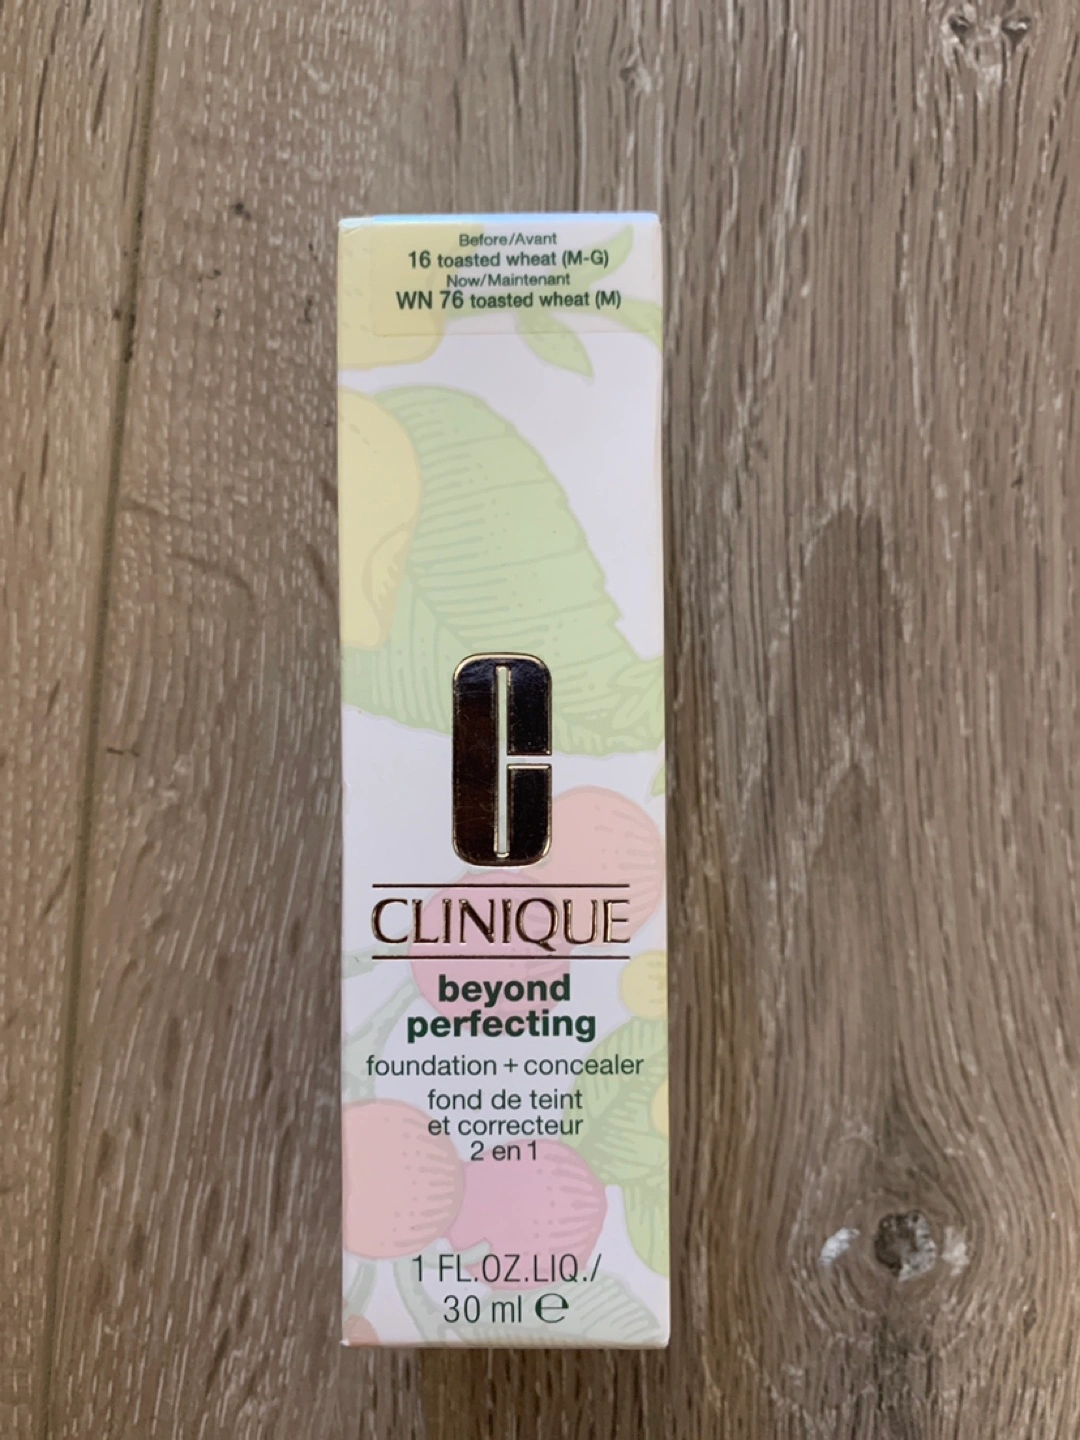 Before/Avant
16 toasted wheat (M-G)
Now/Maintenant
WN 76 toasted wheat (M)
C
CLINIQUE
beyond
perfecting
foundation + concealer
fond de teint
et correcteur
2 en 1
1 FL.OZ.LIQ./
30 ml ℮